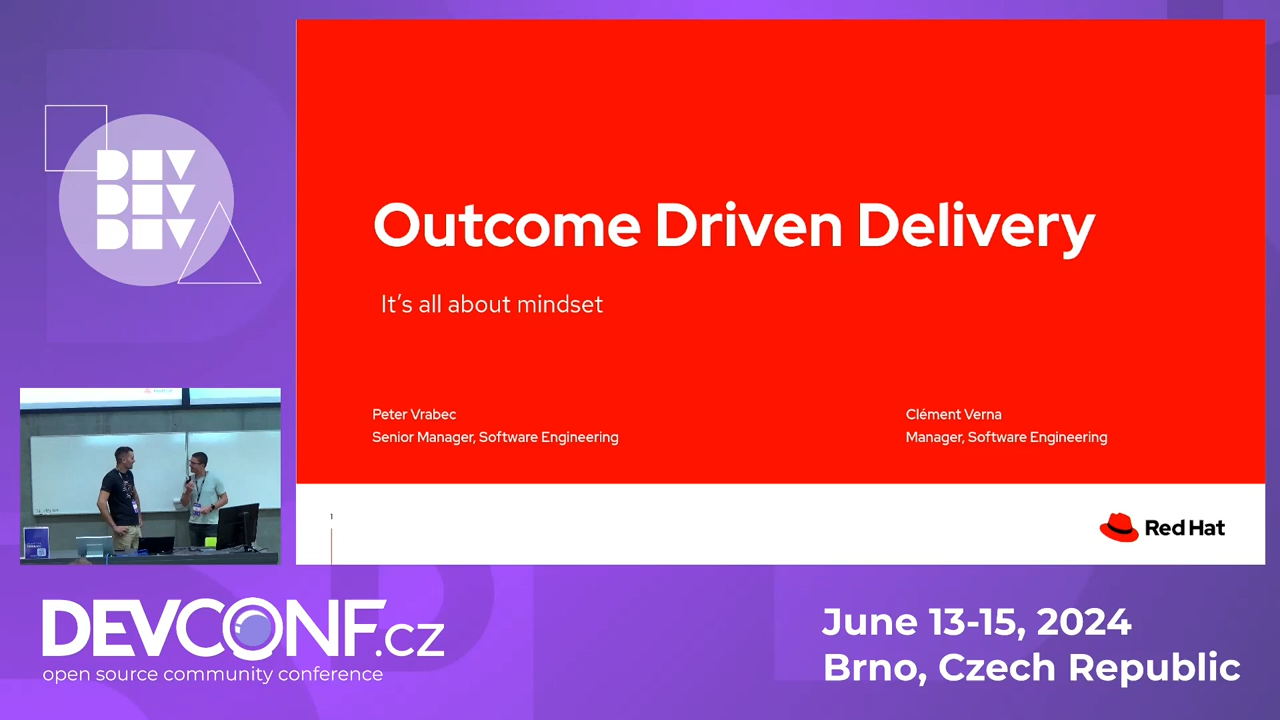 DEV
DEV
DEV
Outcome Driven Delivery
It's all about mindset
Peter Vrabec
Senior Manager, Software Engineering
Clément Verna
Manager, Software Engineering
1
Red Hat
DEVCONF.cz
open source community conference
June 13-15, 2024
Brno, Czech Republic